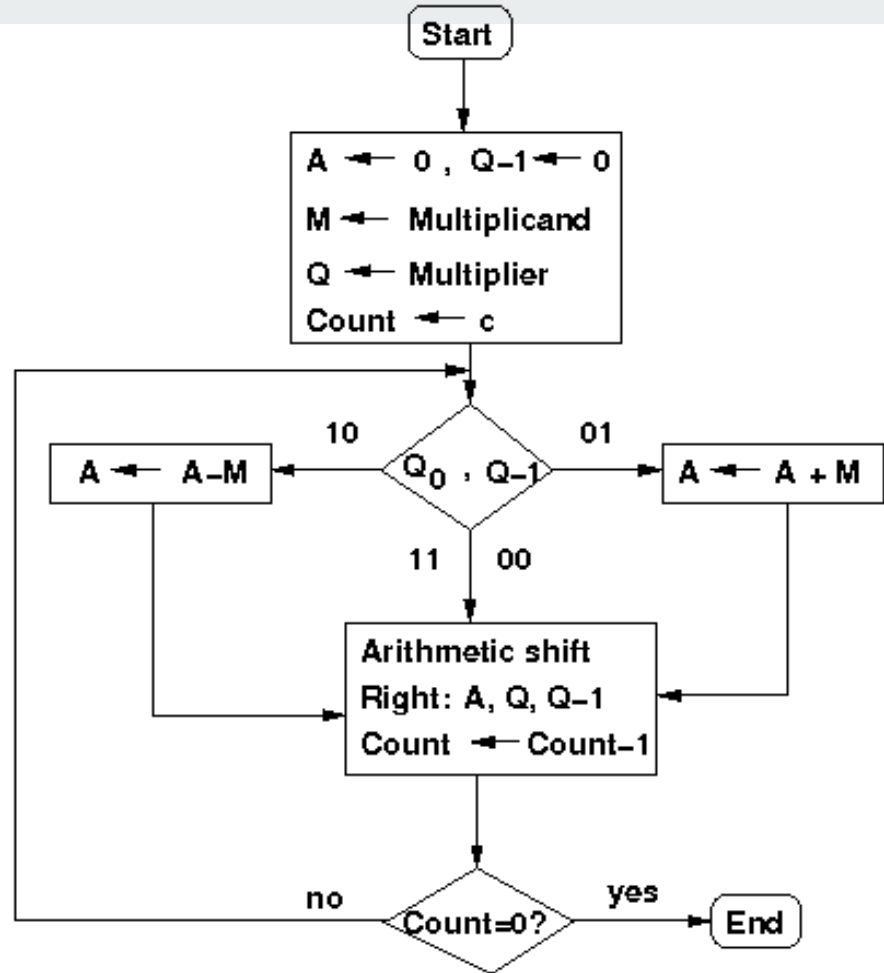 Start
A ← 0 , Q-1 ← 0
M ← Multiplicand
Q ← Multiplier
Count ← c
10
01
A ← A-M
Q0 , Q-1
A ← A + M
11 00
Arithmetic shift
Right: A, Q, Q-1
Count ← Count-1
no
yes
Count=0?
End